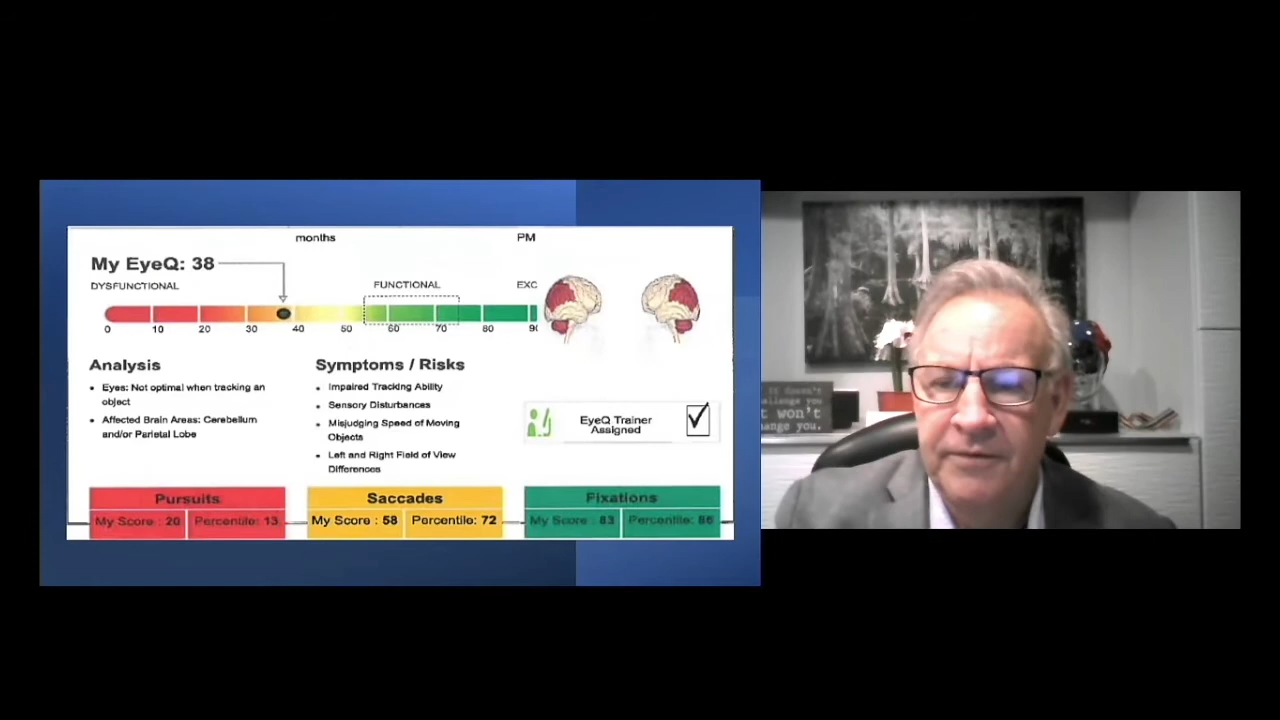 months PM
My EyeQ: 38
DYSFUNCTIONAL FUNCTIONAL EXC
0 10 20 30 40 50 60 70 80 90
Analysis
• Eyes: Not optimal when tracking an
object
• Affected Brain Areas: Cerebellum
and/or Parietal Lobe
Symptoms / Risks
• Impaired Tracking Ability
• Sensory Disturbances
• Misjudging Speed of Moving
Objects
• Left and Right Field of View
Differences
EyeQ Trainer
Assigned
Pursuits
My Score : 20 Percentile: 13
Saccades
My Score : 58 Percentile: 72
Fixations
My Score : 83 Percentile: 86
t won't
you.